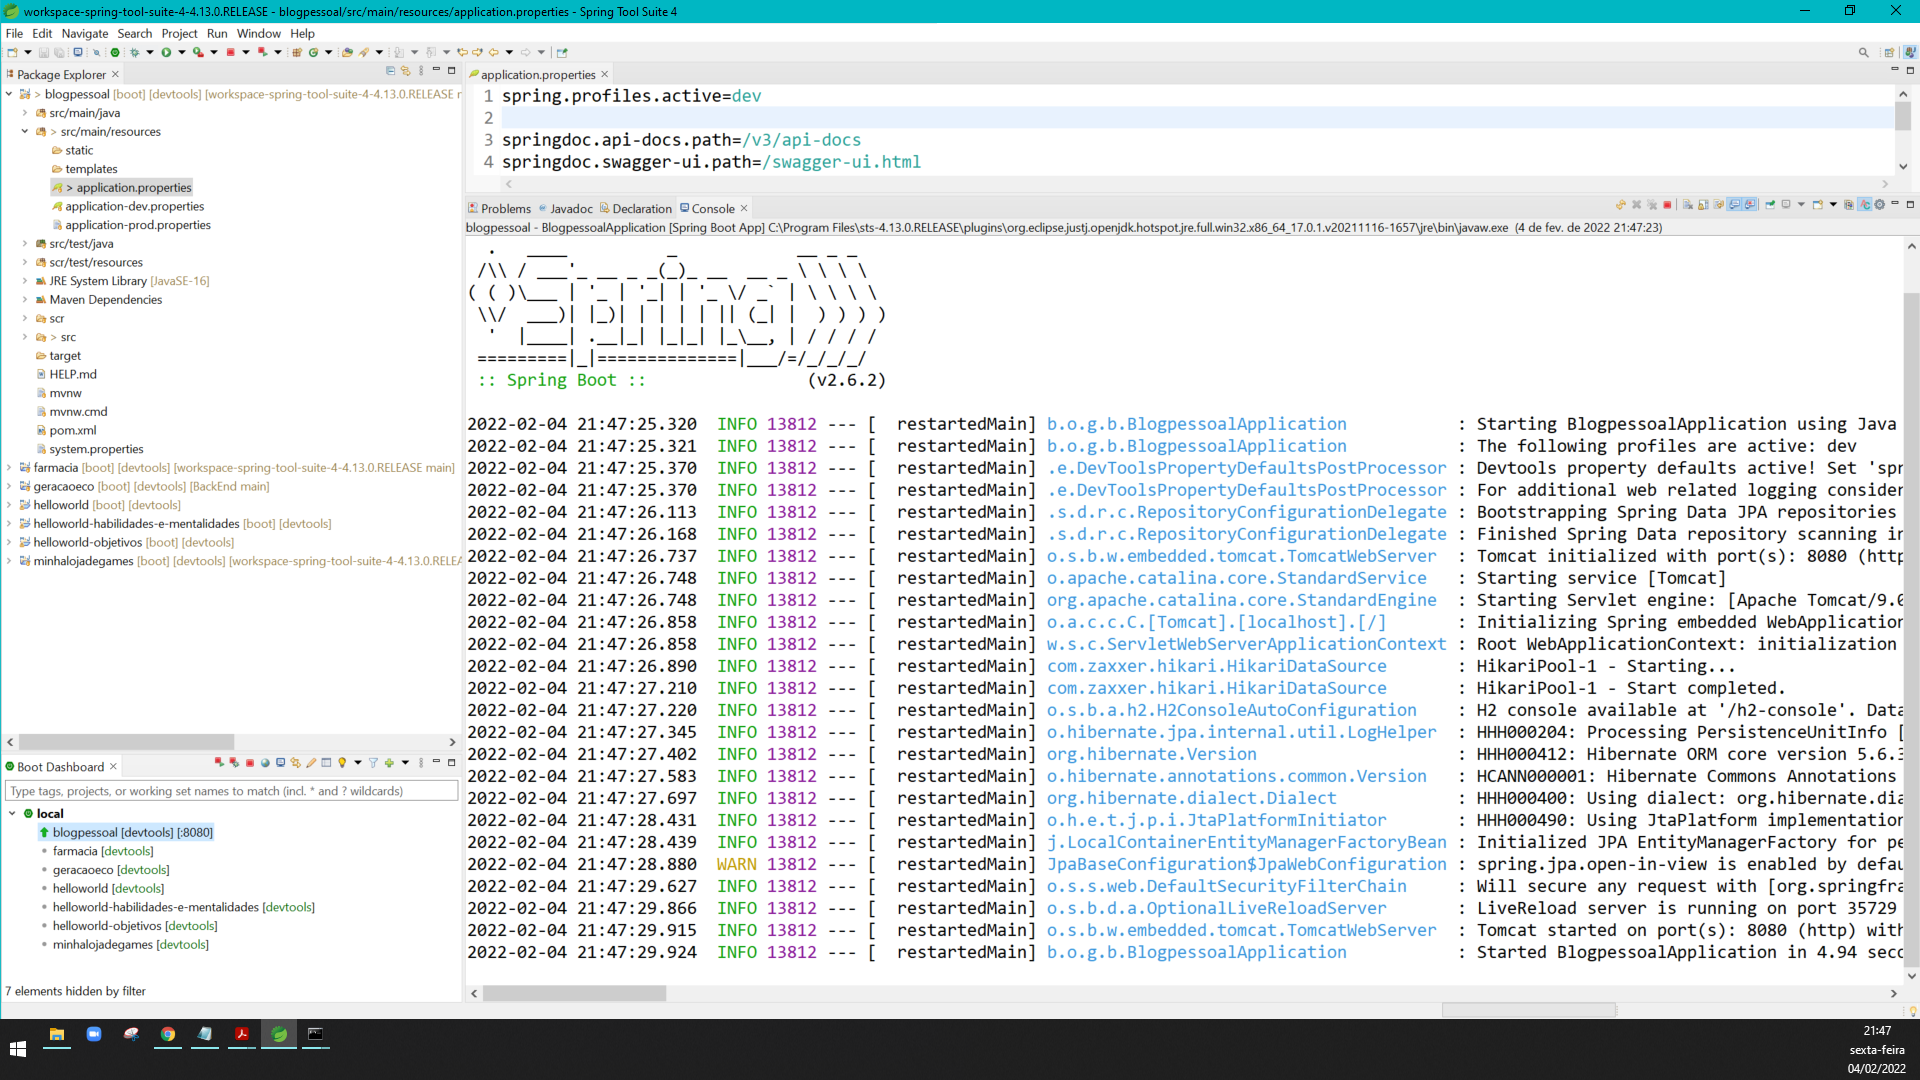 workspace-spring-tool-suite-4-4.13.0.RELEASE - blogpessoal/src/main/resources/application.properties - Spring Tool Suite 4
File Edit Navigate Search Project Run Window Help
Package Explorer
> blogpessoal [boot] [devtools] [workspace-spring-tool-suite-4-4.13.0.RELEASE
src/main/java
> src/main/resources
static
templates
> application.properties
application-dev.properties
application-prod.properties
src/test/java
scr/test/resources
JRE System Library [JavaSE-16]
Maven Dependencies
scr
> src
target
HELP.md
mvnw
mvnw.cmd
pom.xml
system.properties
farmacia [boot] [devtools] [workspace-spring-tool-suite-4-4.13.0.RELEASE main]
geracaoeco [boot] [devtools] [BackEnd main]
helloworld [boot] [devtools]
helloworld-habilidades-e-mentalidades [boot] [devtools]
helloworld-objetivos [boot] [devtools]
minhalojadegames [boot] [devtools] [workspace-spring-tool-suite-4-4.13.0.RELEA
Boot Dashboard
Type tags, projects, or working set names to match (incl. * and ? wildcards)
local
blogpessoal [devtools] [:8080]
farmacia [devtools]
geracaoeco [devtools]
helloworld [devtools]
helloworld-habilidades-e-mentalidades [devtools]
helloworld-objetivos [devtools]
minhalojadegames [devtools]
7 elements hidden by filter
application.properties
1 spring.profiles.active=dev
2
3 springdoc.api-docs.path=/v3/api-docs
4 springdoc.swagger-ui.path=/swagger-ui.html
Problems Javadoc Declaration Console
blogpessoal - BlogpessoalApplication [Spring Boot App] C:\Program Files\sts-4.13.0.RELEASE\plugins\org.eclipse.justj.openjdk.hotspot.jre.full.win32.x86_64_17.0.1.v20211116-1657\jre\bin\javaw.exe (4 de fev. de 2022 21:47:23)
  .   ____          _            __ _ _
 /\\ / ___'_ __ _ _(_)_ __  __ _ \ \ \ \
( ( )\___ | '_ | '_| | '_ \/ _` | \ \ \ \
 \\/  ___)| |_)| | | | | || (_| |  ) ) ) )
  '  |____| .__|_| |_|_| |_\__, | / / / /
 =========|_|==============|___/=/_/_/_/
 :: Spring Boot ::                (v2.6.2)
2022-02-04 21:47:25.320  INFO 13812 --- [  restartedMain] b.o.g.b.BlogpessoalApplication           : Starting BlogpessoalApplication using Java
2022-02-04 21:47:25.321  INFO 13812 --- [  restartedMain] b.o.g.b.BlogpessoalApplication           : The following profiles are active: dev
2022-02-04 21:47:25.370  INFO 13812 --- [  restartedMain] .e.DevToolsPropertyDefaultsPostProcessor : Devtools property defaults active! Set 'spr
2022-02-04 21:47:25.370  INFO 13812 --- [  restartedMain] .e.DevToolsPropertyDefaultsPostProcessor : For additional web related logging consider
2022-02-04 21:47:26.113  INFO 13812 --- [  restartedMain] .s.d.r.c.RepositoryConfigurationDelegate : Bootstrapping Spring Data JPA repositories
2022-02-04 21:47:26.168  INFO 13812 --- [  restartedMain] .s.d.r.c.RepositoryConfigurationDelegate : Finished Spring Data repository scanning in
2022-02-04 21:47:26.737  INFO 13812 --- [  restartedMain] o.s.b.w.embedded.tomcat.TomcatWebServer  : Tomcat initialized with port(s): 8080 (http
2022-02-04 21:47:26.748  INFO 13812 --- [  restartedMain] o.apache.catalina.core.StandardService   : Starting service [Tomcat]
2022-02-04 21:47:26.748  INFO 13812 --- [  restartedMain] org.apache.catalina.core.StandardEngine  : Starting Servlet engine: [Apache Tomcat/9.0
2022-02-04 21:47:26.858  INFO 13812 --- [  restartedMain] o.a.c.c.C.[Tomcat].[localhost].[/]       : Initializing Spring embedded WebApplication
2022-02-04 21:47:26.858  INFO 13812 --- [  restartedMain] w.s.c.ServletWebServerApplicationContext : Root WebApplicationContext: initialization
2022-02-04 21:47:26.890  INFO 13812 --- [  restartedMain] com.zaxxer.hikari.HikariDataSource       : HikariPool-1 - Starting...
2022-02-04 21:47:27.210  INFO 13812 --- [  restartedMain] com.zaxxer.hikari.HikariDataSource       : HikariPool-1 - Start completed.
2022-02-04 21:47:27.220  INFO 13812 --- [  restartedMain] o.s.b.a.h2.H2ConsoleAutoConfiguration    : H2 console available at '/h2-console'. Data
2022-02-04 21:47:27.345  INFO 13812 --- [  restartedMain] o.hibernate.jpa.internal.util.LogHelper  : HHH000204: Processing PersistenceUnitInfo [
2022-02-04 21:47:27.402  INFO 13812 --- [  restartedMain] org.hibernate.Version                    : HHH000412: Hibernate ORM core version 5.6.3
2022-02-04 21:47:27.583  INFO 13812 --- [  restartedMain] o.hibernate.annotations.common.Version   : HCANN000001: Hibernate Commons Annotations
2022-02-04 21:47:27.697  INFO 13812 --- [  restartedMain] org.hibernate.dialect.Dialect            : HHH000400: Using dialect: org.hibernate.dia
2022-02-04 21:47:28.431  INFO 13812 --- [  restartedMain] o.h.e.t.j.p.i.JtaPlatformInitiator       : HHH000490: Using JtaPlatform implementation
2022-02-04 21:47:28.439  INFO 13812 --- [  restartedMain] j.LocalContainerEntityManagerFactoryBean : Initialized JPA EntityManagerFactory for pe
2022-02-04 21:47:28.880  WARN 13812 --- [  restartedMain] JpaBaseConfiguration$JpaWebConfiguration : spring.jpa.open-in-view is enabled by defau
2022-02-04 21:47:29.627  INFO 13812 --- [  restartedMain] o.s.s.web.DefaultSecurityFilterChain     : Will secure any request with [org.springfra
2022-02-04 21:47:29.866  INFO 13812 --- [  restartedMain] o.s.b.d.a.OptionalLiveReloadServer       : LiveReload server is running on port 35729
2022-02-04 21:47:29.915  INFO 13812 --- [  restartedMain] o.s.b.w.embedded.tomcat.TomcatWebServer  : Tomcat started on port(s): 8080 (http) with
2022-02-04 21:47:29.924  INFO 13812 --- [  restartedMain] b.o.g.b.BlogpessoalApplication           : Started BlogpessoalApplication in 4.94 seco
21:47
sexta-feira
04/02/2022